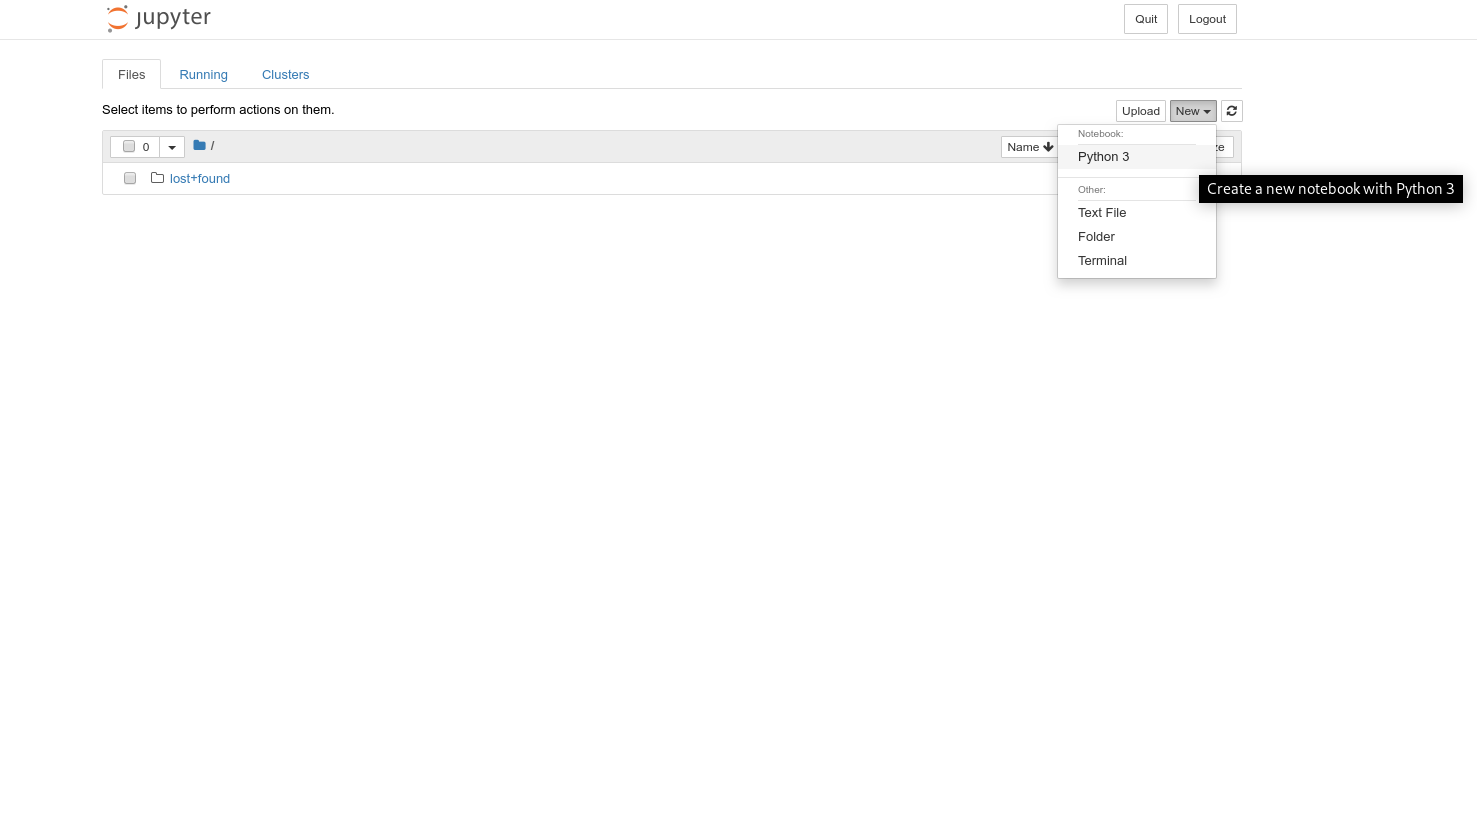 jupyter
Quit
Logout
Files
Running
Clusters
Select items to perform actions on them.
Upload
New
0
/
Name
ze
Notebook:
Python 3
Create a new notebook with Python 3
lost+found
Other:
Text File
Folder
Terminal